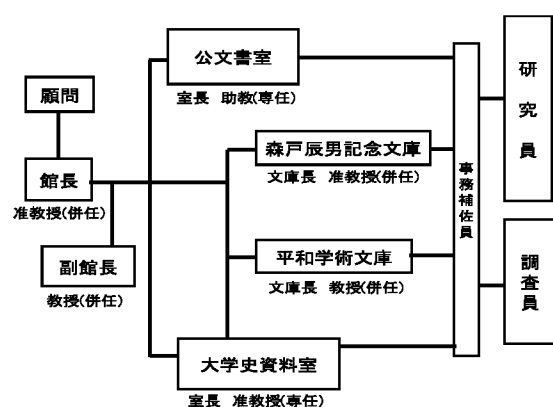 公文書室
室長 助教(専任)
顧問
館長
准教授(併任)
副館長
教授(併任)
森戸辰男記念文庫
文庫長 准教授(併任)
平和学術文庫
文庫長 教授(併任)
大学史資料室
室長 准教授(専任)
事務補佐員
研究員
調査員